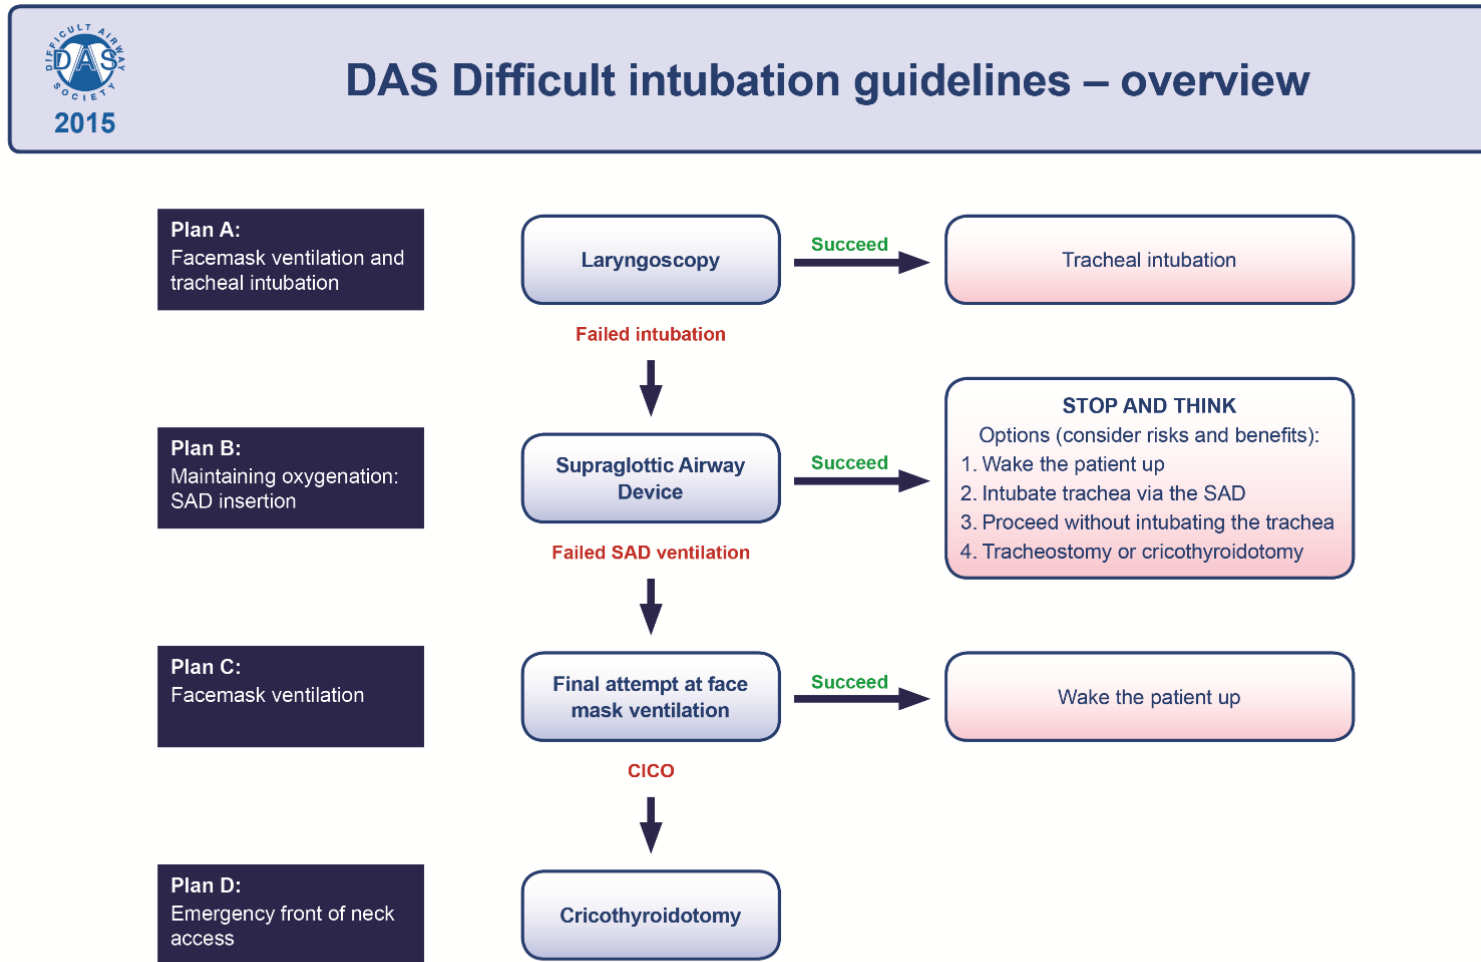 DIFFICULT AIRWAY
DAS
SOCIETY
2015
DAS Difficult intubation guidelines – overview
Plan A:
Facemask ventilation and
tracheal intubation
Laryngoscopy
Succeed
Tracheal intubation
Failed intubation
Plan B:
Maintaining oxygenation:
SAD insertion
Supraglottic Airway
Device
Succeed
STOP AND THINK
Options (consider risks and benefits):
1. Wake the patient up
2. Intubate trachea via the SAD
3. Proceed without intubating the trachea
4. Tracheostomy or cricothyroidotomy
Failed SAD ventilation
Plan C:
Facemask ventilation
Final attempt at face
mask ventilation
Succeed
Wake the patient up
CICO
Plan D:
Emergency front of neck
access
Cricothyroidotomy